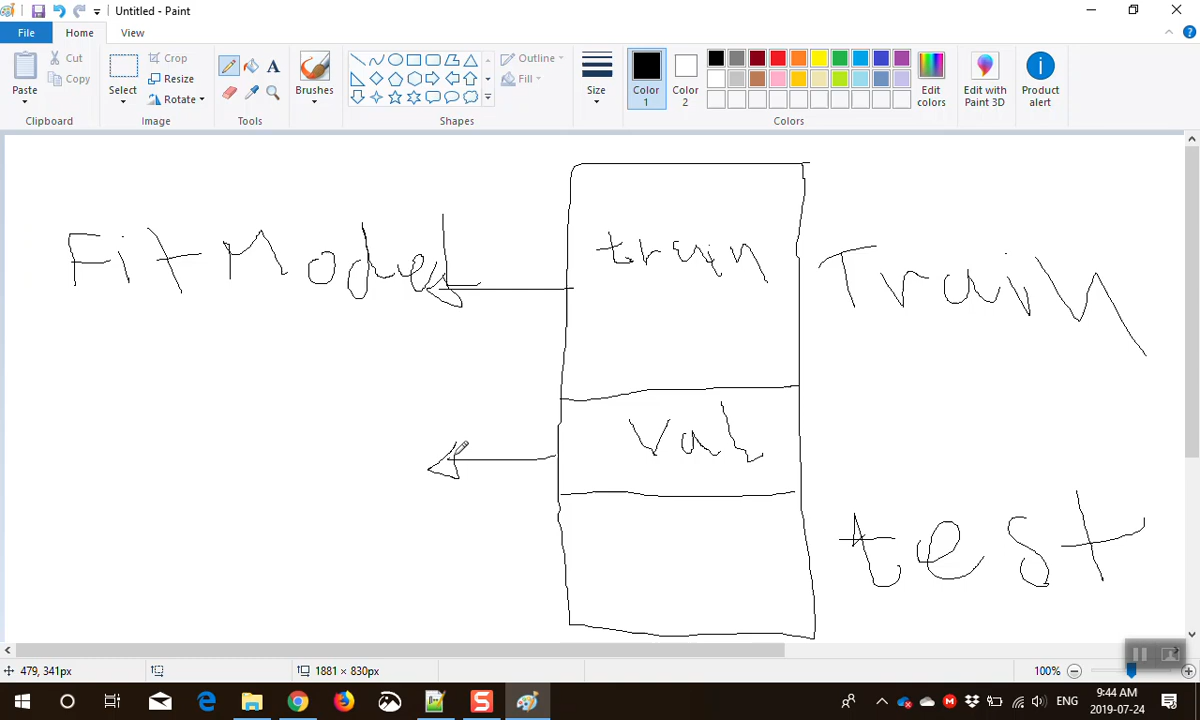 Untitled - Paint
File
Home
View
Paste
Cut
Copy
Clipboard
Select
Crop
Resize
Rotate
Image
Tools
Brushes
Outline
Fill
Shapes
Size
Color 1
Color 2
Colors
Edit colors
Edit with Paint 3D
Product alert
Fit Model
train
Train
val
test
479, 341px
1881 × 830px
100%
ENG
9:44 AM
2019-07-24